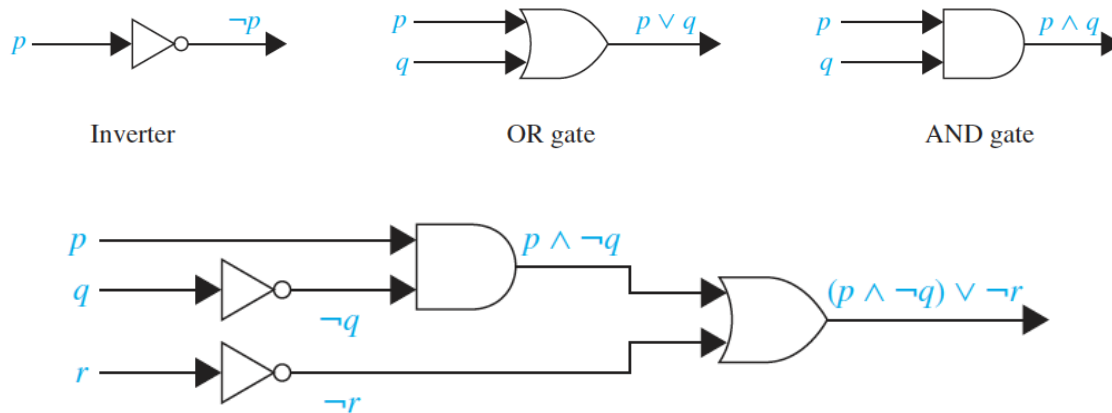 p ¬p p q p ∨ q p q p ∧ q
Inverter OR gate AND gate
p
q
r
¬q
¬r
p ∧ ¬q
(p ∧ ¬q) ∨ ¬r